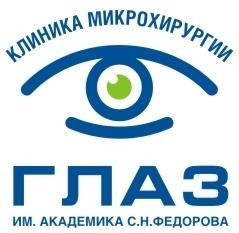 КЛИНИКА МИКРОХИРУРГИИ
ГЛАЗ
ИМ. АКАДЕМИКА С.Н.ФЕДОРОВА